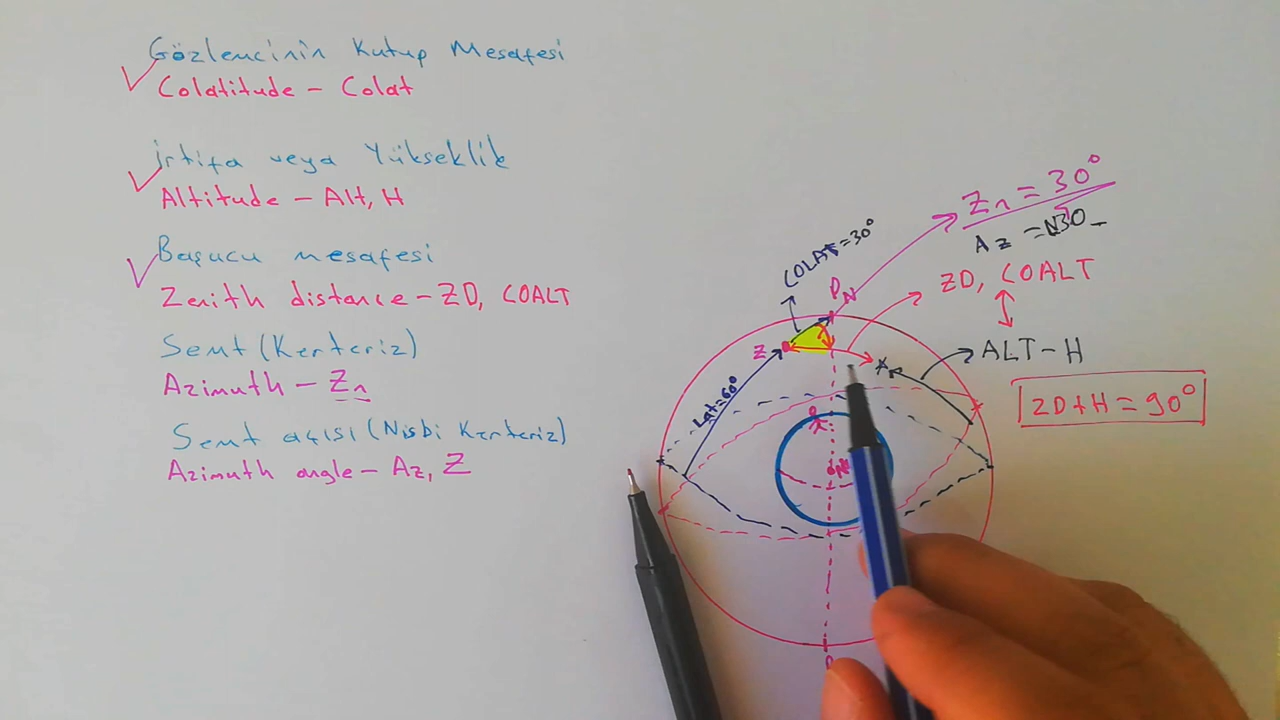 Gözlemcinin Kutup Mesafesi
Colatitude - Colat
İrtifa veya Yükseklik
Altitude - Alt, H
Başucu mesafesi
Zenith distance - ZD, COALT
Semt (Kerteriz)
Azimuth - Zn
Semt açısı (Nisbi Kerteriz)
Azimuth angle - Az, Z
Zn = 30°
Az = N30
COLAT = 30°
PN
ZD, COALT
Z
ALT - H
Lat = 60°
ZD + H = 90°